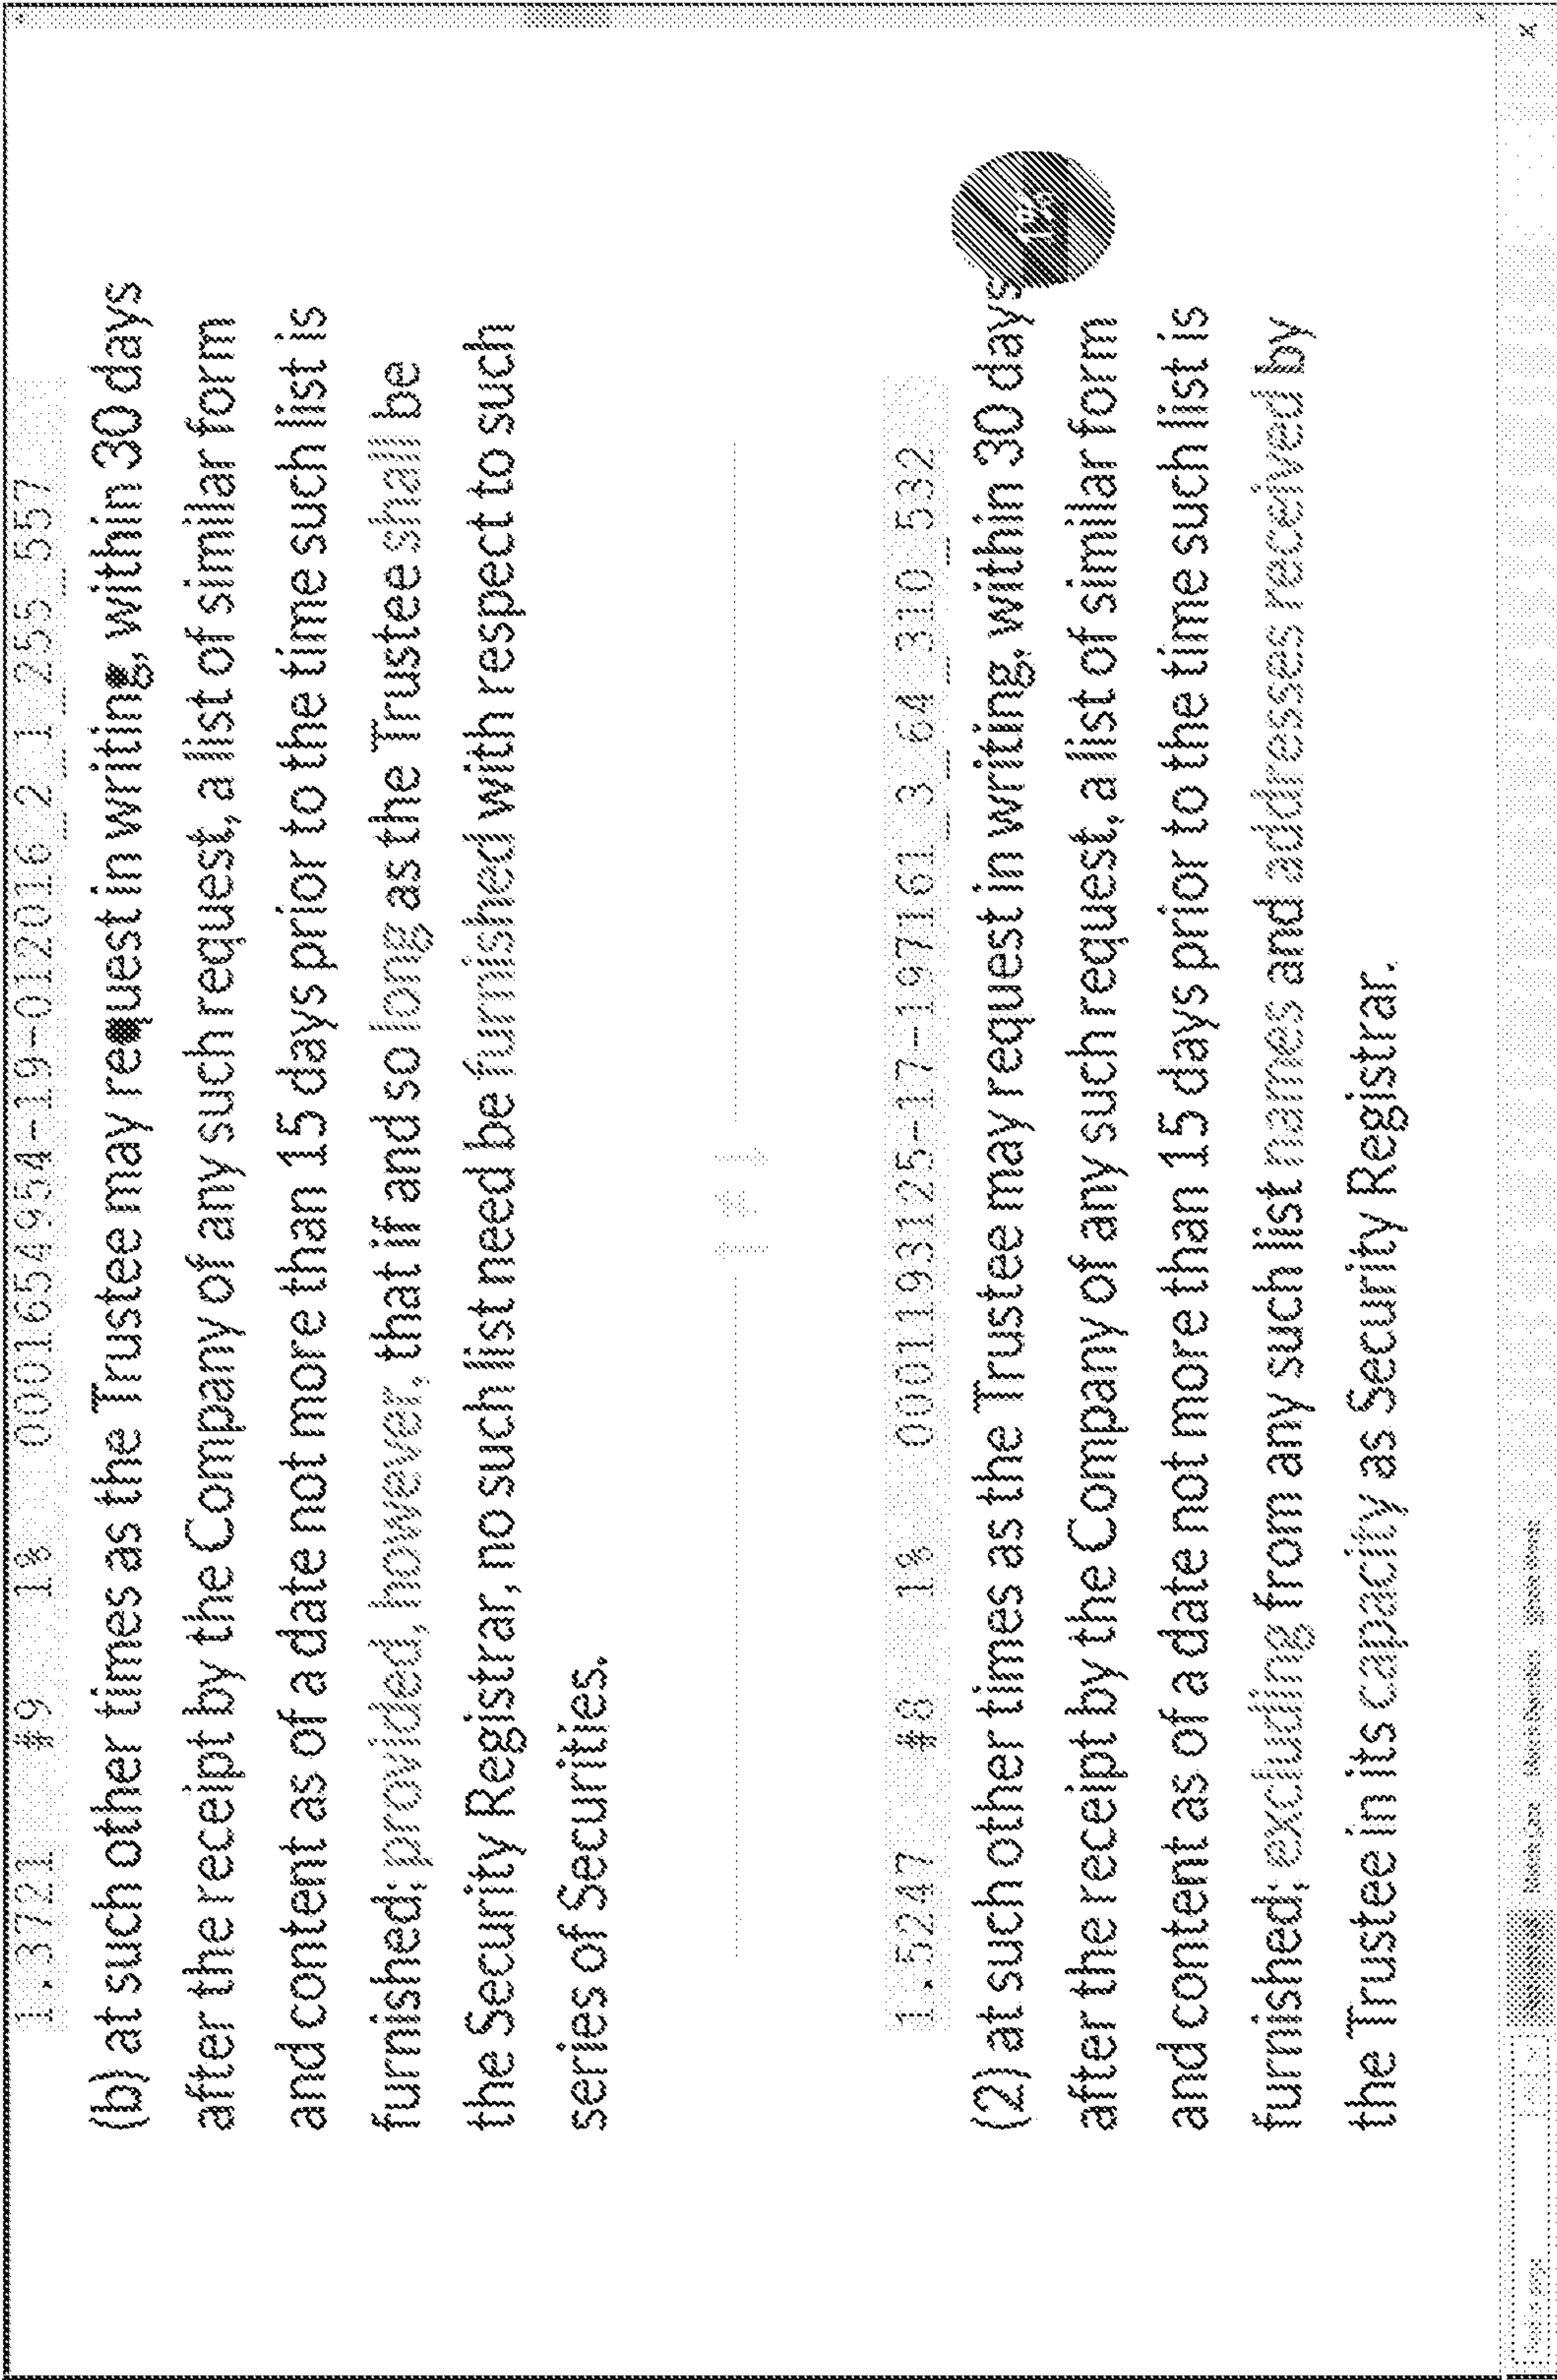 1.3721 #9 1% 0001654954-19-012016_2_1_255_557
(b) at such other times as the Trustee may request in writing, within 30 days
after the receipt by the Company of any such request, a list of similar form
and content as of a date not more than 15 days prior to the time such list is
furnished; provided, however, that if and so long as the Trustee shall be
the Security Registrar, no such list need be furnished with respect to such
series of Securities.
1.5247 #8 1% 0001193125-17-197161_3_64_310_532
(2) at such other times as the Trustee may request in writing, within 30 days
after the receipt by the Company of any such request, a list of similar form
and content as of a date not more than 15 days prior to the time such list is
furnished; excluding from any such list names and addresses received by
the Trustee in its capacity as Security Registrar.